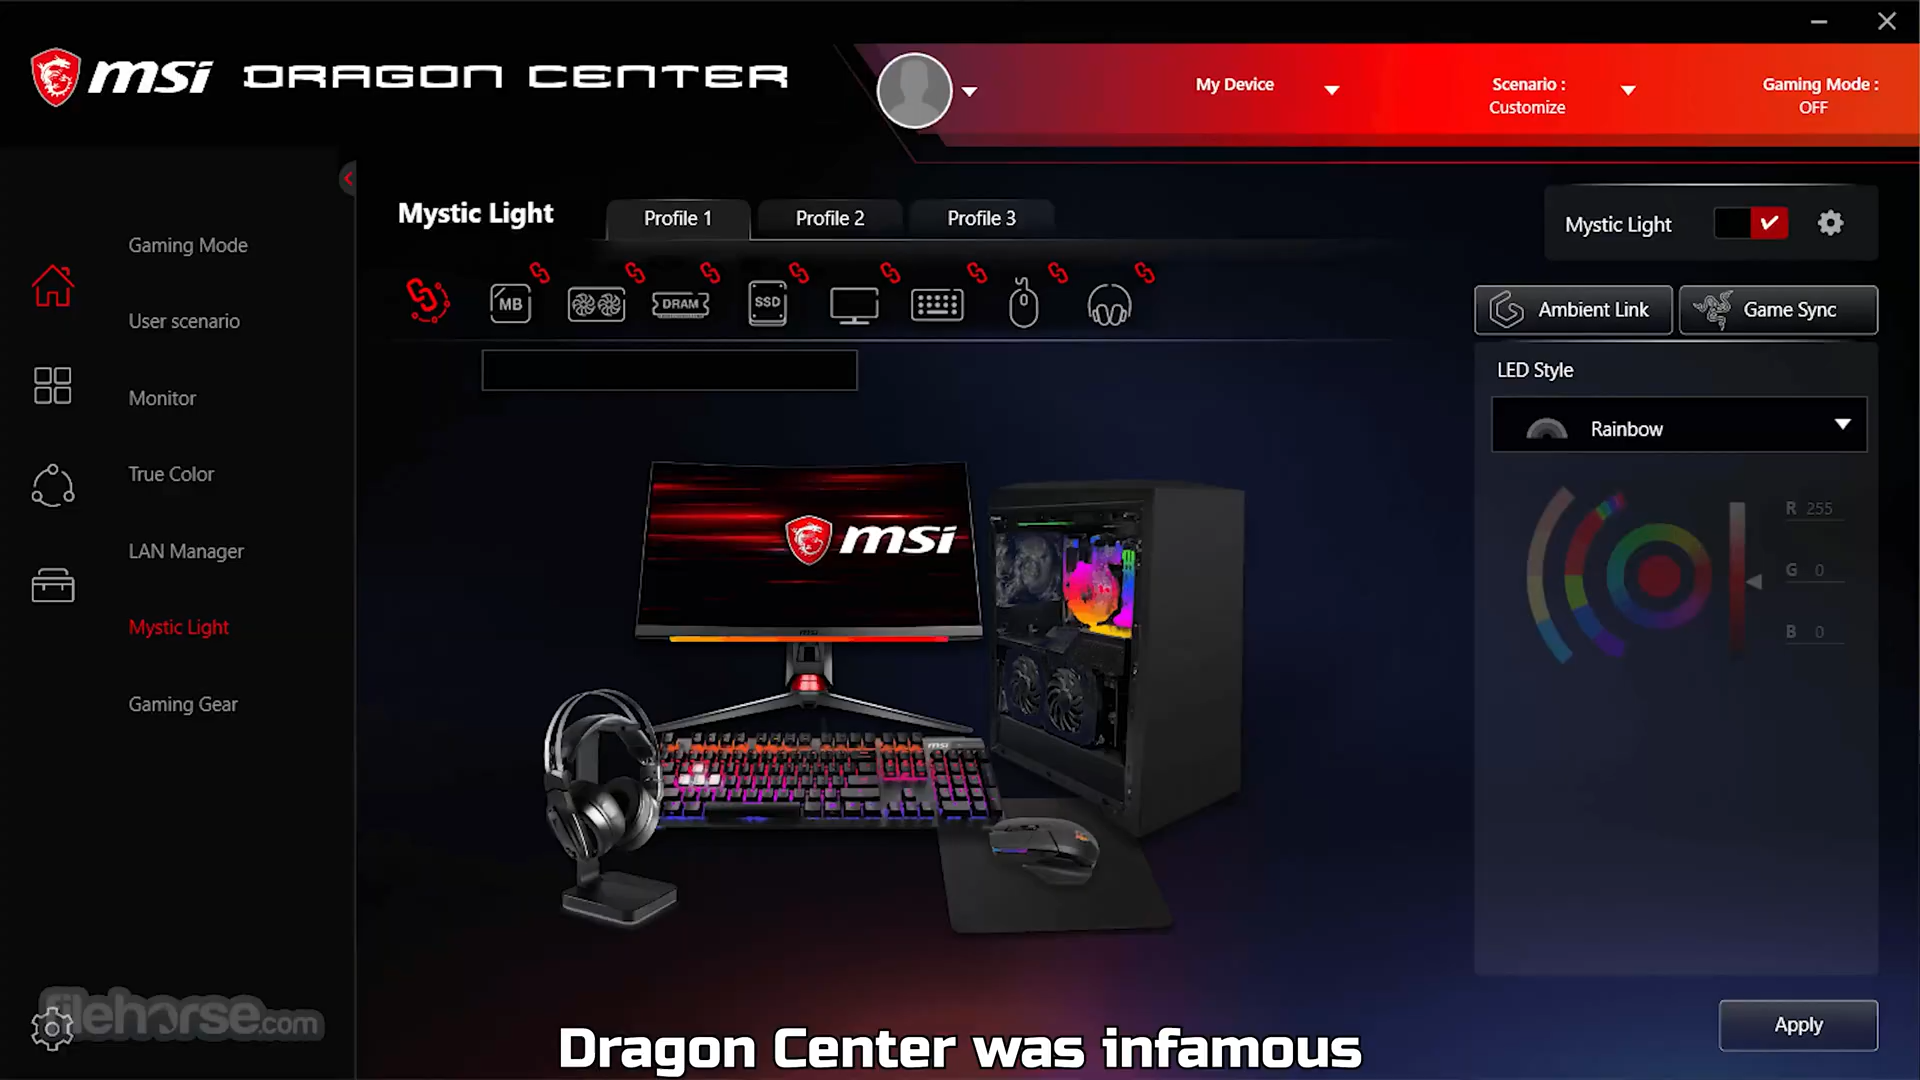 msi DRAGON CENTER
My Device
Scenario :
Customize
Gaming Mode :
OFF
Mystic Light
Profile 1
Profile 2
Profile 3
Mystic Light
Gaming Mode
User scenario
Monitor
True Color
LAN Manager
Mystic Light
Gaming Gear
MB
DRAM
SSD
Ambient Link
Game Sync
LED Style
Rainbow
R 255
G 0
B 0
msi
msi
msi
filehorse.com
Apply
Dragon Center was infamous